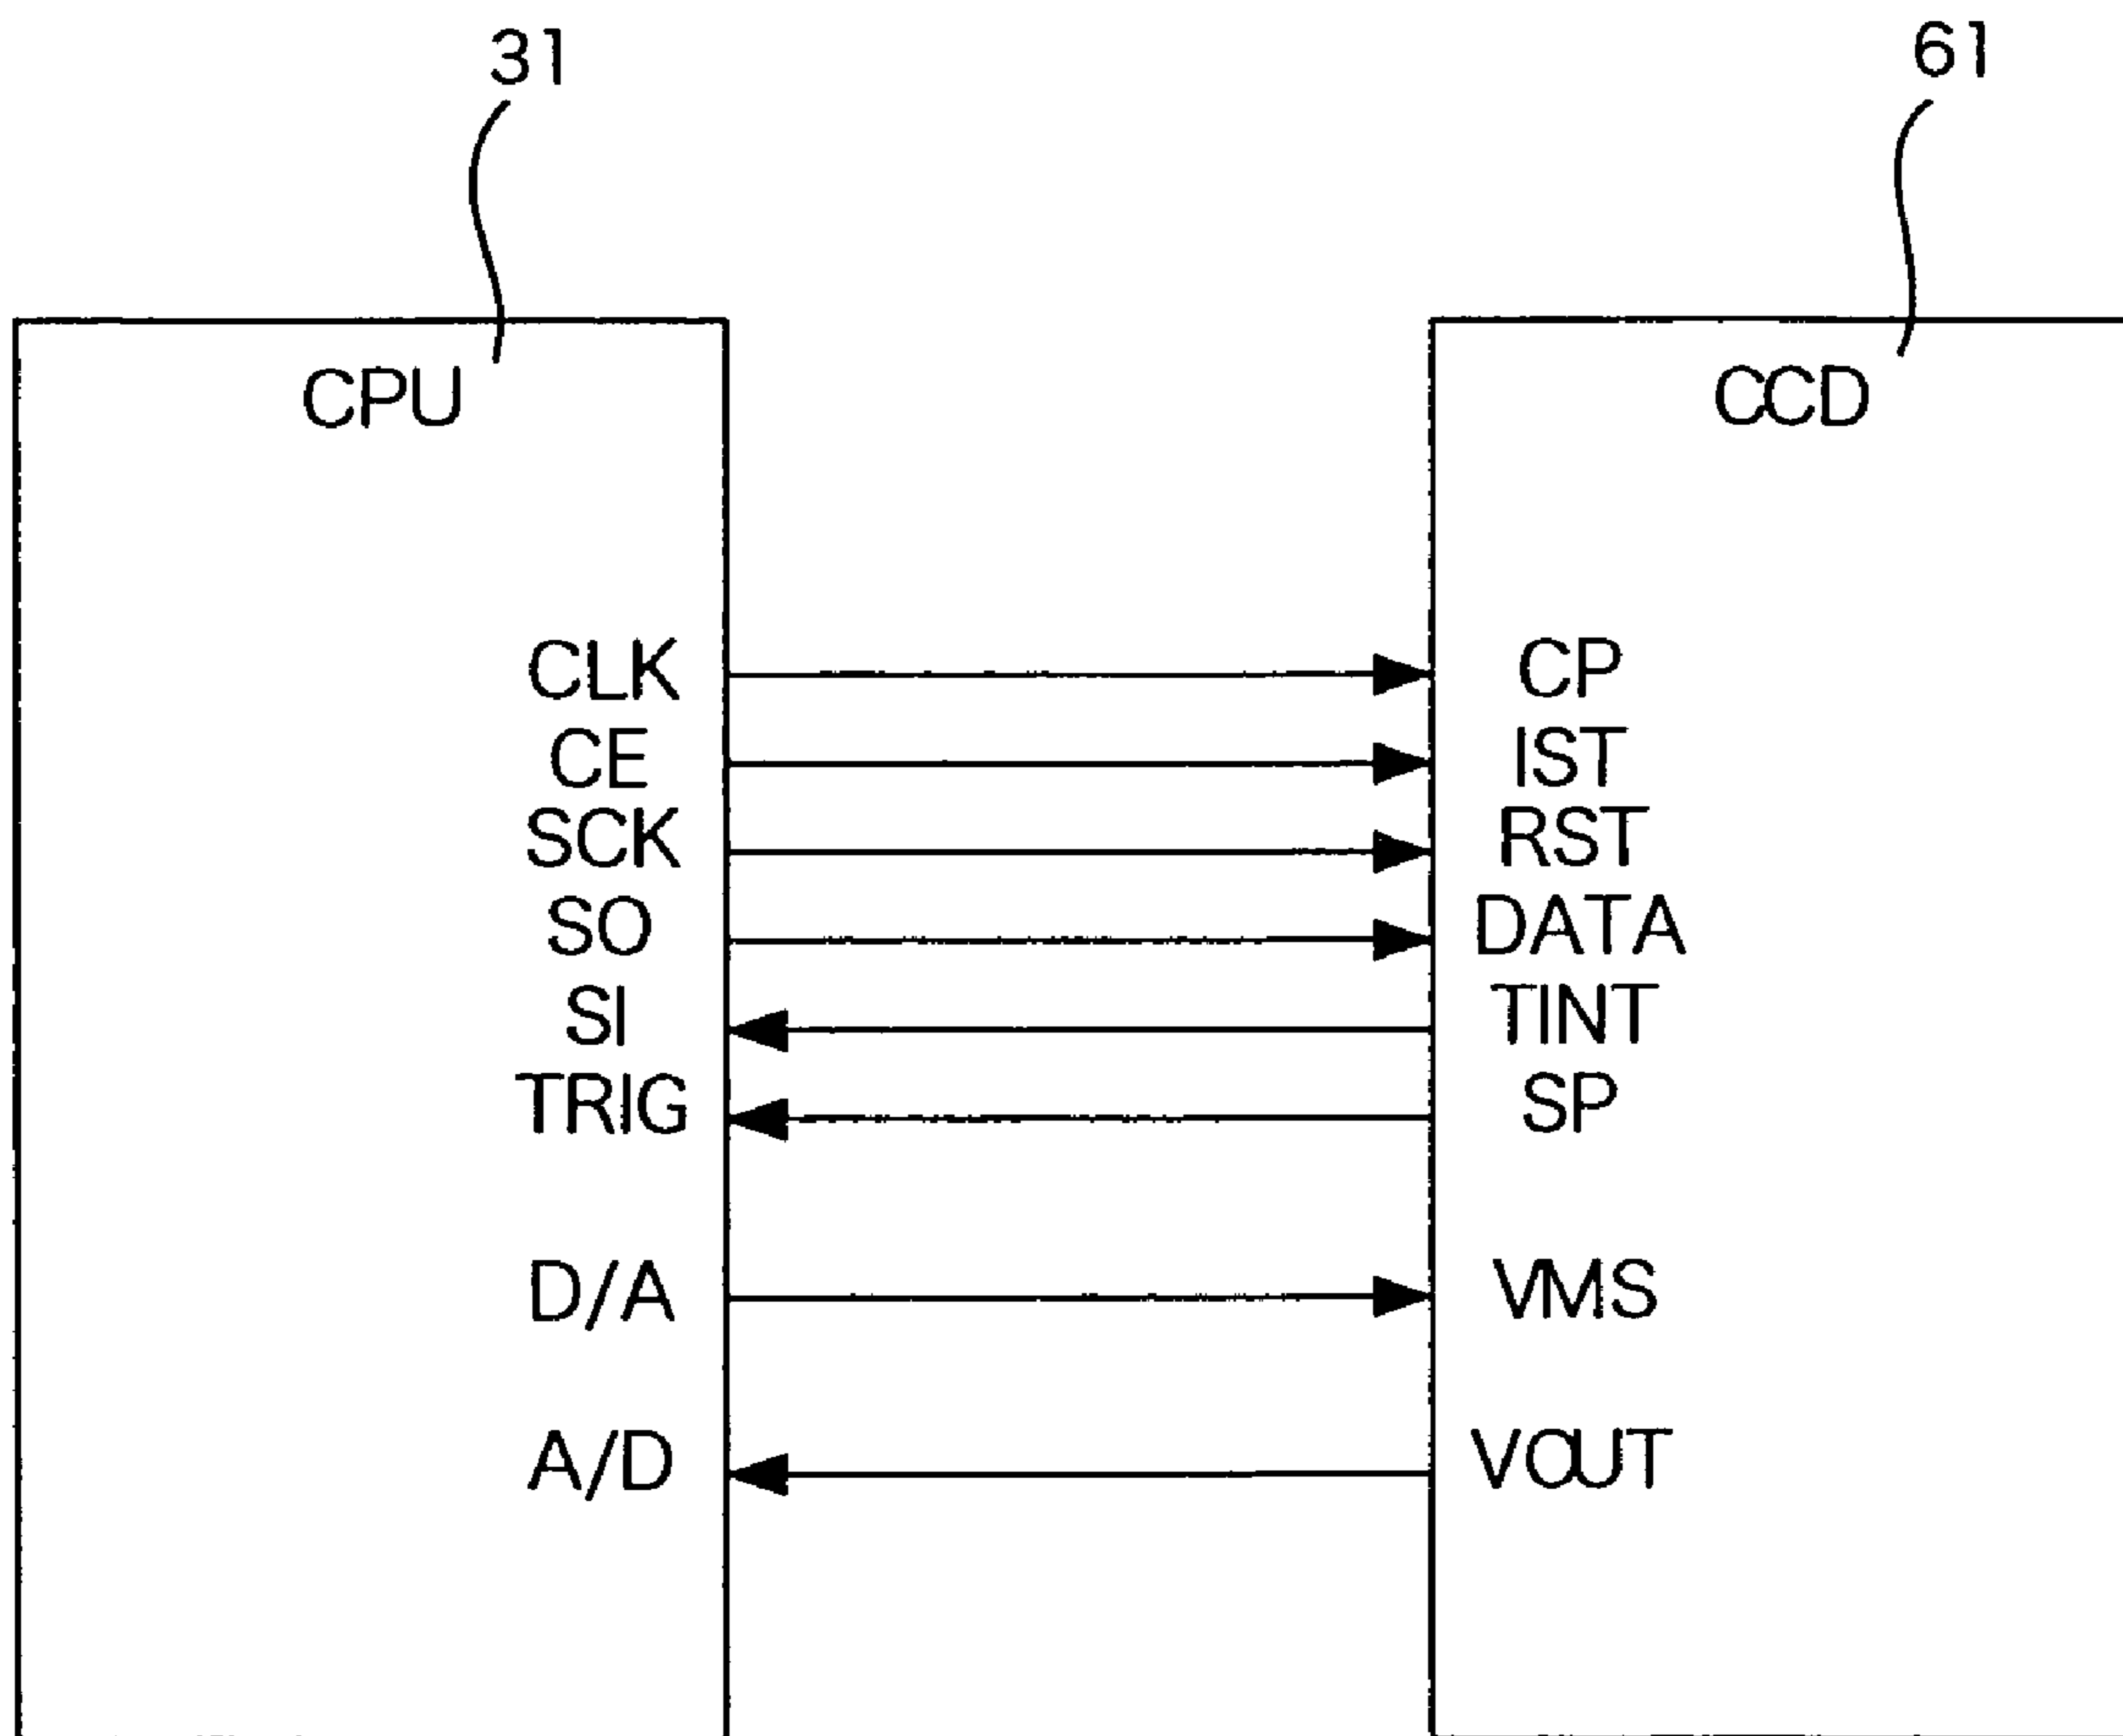 31 61
CPU CCD
CLK CP
CE IST
SCK RST
SO DATA
SI TINT
TRIG SP
D/A VMS
A/D VOUT